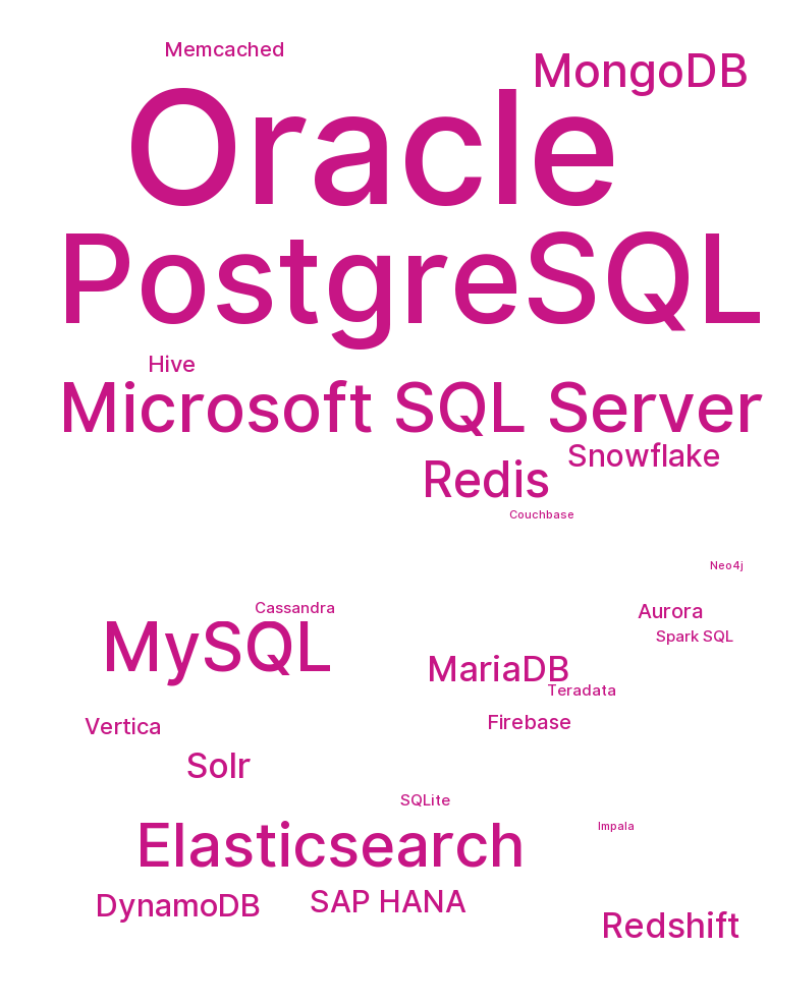 Memcached
MongoDB
Oracle
PostgreSQL
Hive
Microsoft SQL Server
Snowflake
Redis
Couchbase
Neo4j
Cassandra
Aurora
Spark SQL
MySQL
MariaDB
Teradata
Vertica
Firebase
Solr
SQLite
Impala
Elasticsearch
DynamoDB
SAP HANA
Redshift